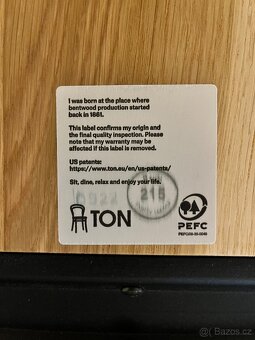 I was born at the place where
bentwood production started
back in 1861.
This label confirms my origin and
the final quality inspection. Please
note that my warranty may be
affected if this label is removed.
US patents:
https://www.ton.eu/en/us-patents/
Sit, dine, relax and enjoy your life.
0922
215
TON
PEFC
bazos.cz